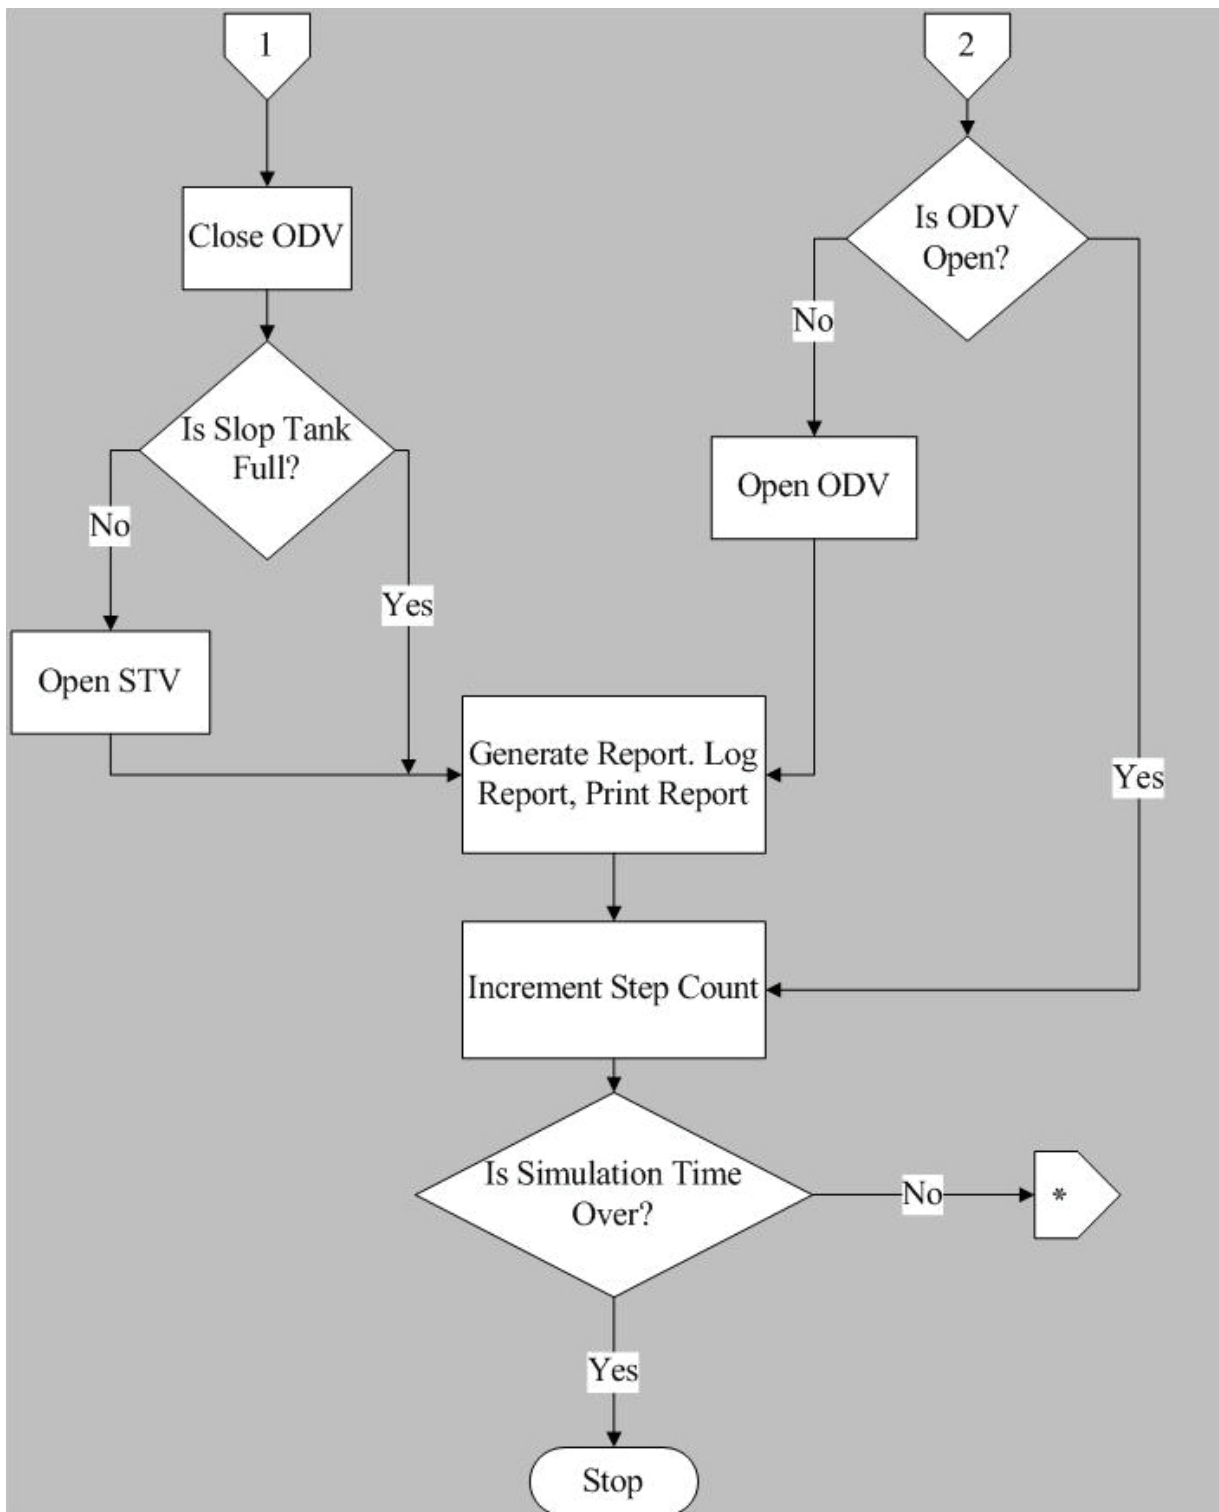 1
2
Close ODV
Is ODV
Open?
No
Is Slop Tank
Full?
Open ODV
No
Yes
Open STV
Generate Report. Log
Report, Print Report
Yes
Increment Step Count
Is Simulation Time
Over?
No
*
Yes
Stop